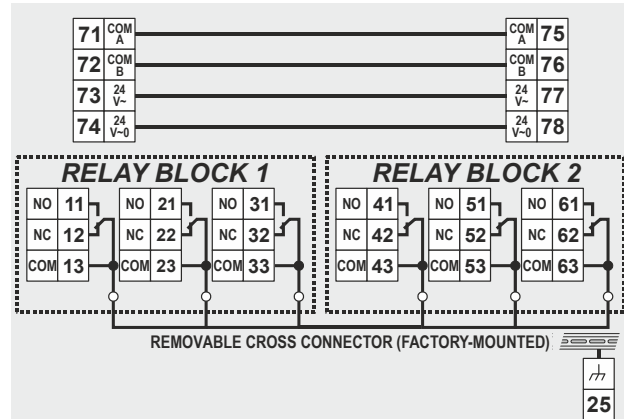 71 COM A COM A 75
72 COM B COM B 76
73 24 V~ 24 V~ 77
74 24 V~0 24 V~0 78
RELAY BLOCK 1 RELAY BLOCK 2
NO 11 NO 21 NO 31 NO 41 NO 51 NO 61
NC 12 NC 22 NC 32 NC 42 NC 52 NC 62
COM 13 COM 23 COM 33 COM 43 COM 53 COM 63
REMOVABLE CROSS CONNECTOR (FACTORY-MOUNTED)
25